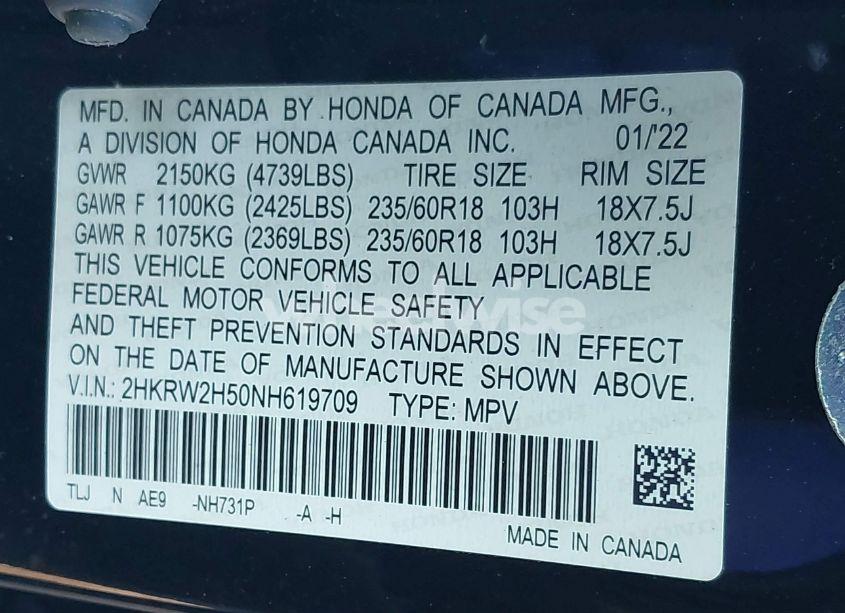 MFD. IN CANADA BY HONDA OF CANADA MFG.,
A DIVISION OF HONDA CANADA INC. 01/'22
GVWR 2150KG (4739LBS) TIRE SIZE RIM SIZE
GAWR F 1100KG (2425LBS) 235/60R18 103H 18X7.5J
GAWR R 1075KG (2369LBS) 235/60R18 103H 18X7.5J
THIS VEHICLE CONFORMS TO ALL APPLICABLE
FEDERAL MOTOR VEHICLE SAFETY
AND THEFT PREVENTION STANDARDS IN EFFECT
ON THE DATE OF MANUFACTURE SHOWN ABOVE.
V.I.N.: 2HKRW2H50NH619709 TYPE: MPV
TLJ N AE9 -NH731P -A -H
MADE IN CANADA